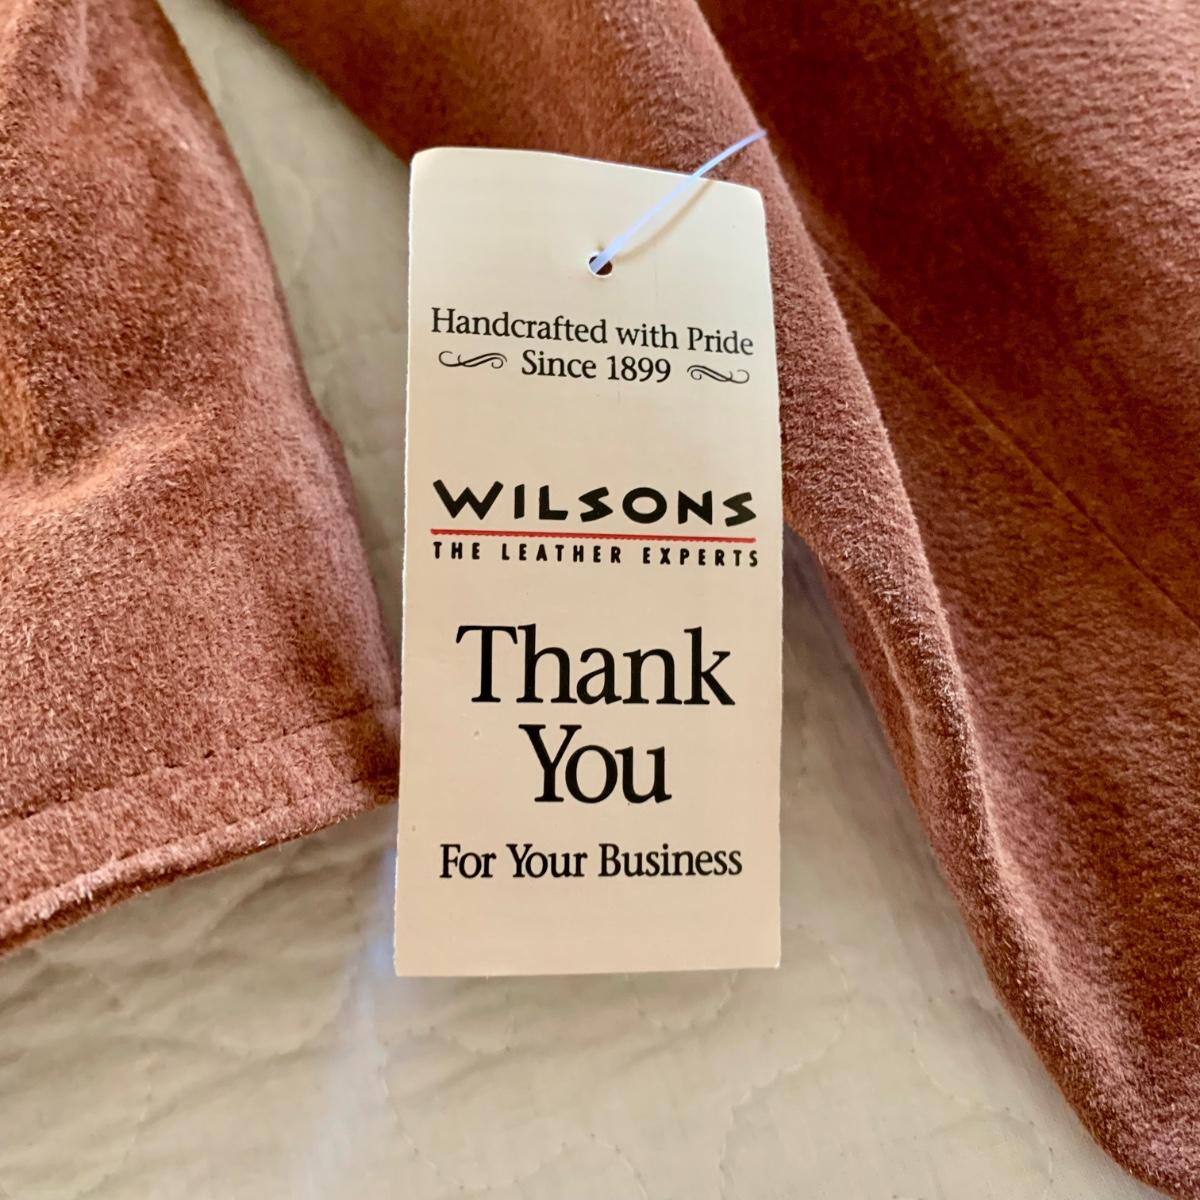 Handcrafted with Pride
Since 1899
WILSONS
THE LEATHER EXPERTS
Thank
You
For Your Business